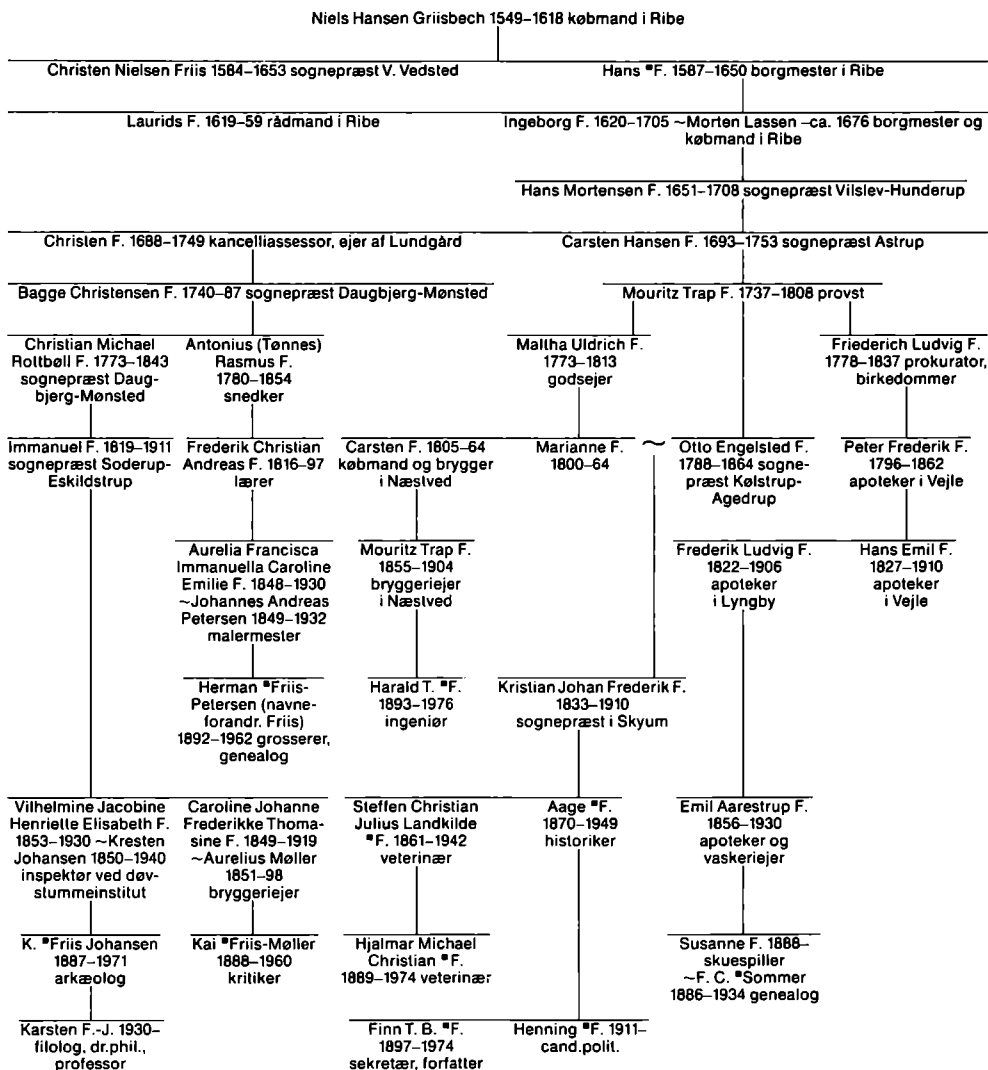 Niels Hansen Griisbech 1549–1618 købmand i Ribe
Christen Nielsen Friis 1584–1653 sognepræst V. Vedsted
Hans *F. 1587–1650 borgmester i Ribe
Laurids F. 1619–59 rådmand i Ribe
Ingeborg F. 1620–1705 ~Morten Lassen –ca. 1676 borgmester og
købmand i Ribe
Hans Mortensen F. 1651–1708 sognepræst Vilslev-Hunderup
Christen F. 1688–1749 kancelliassessor, ejer af Lundgård
Carsten Hansen F. 1693–1753 sognepræst Astrup
Bagge Christensen F. 1740–87 sognepræst Daugbjerg-Mønsted
Mouritz Trap F. 1737–1808 provst
Christian Michael
Rottbøll F. 1773–1843
sognepræst Daug-
bjerg-Mønsted
Antonius (Tønnes)
Rasmus F.
1780–1854
snedker
Maltha Uldrich F.
1773–1813
godsejer
Friederich Ludvig F.
1778–1837 prokurator,
birkedommer
Immanuel F. 1819–1911
sognepræst Soderup-
Eskildstrup
Frederik Christian
Andreas F. 1816–97
lærer
Carsten F. 1805–64
købmand og brygger
i Næstved
Marianne F.
1800–64
~
Otto Engelsted F.
1788–1864 sogne-
præst Kølstrup-
Agedrup
Peter Frederik F.
1796–1862
apoteker i Vejle
Aurelia Francisca
Immanuella Caroline
Emilie F. 1848–1930
~Johannes Andreas
Petersen 1849–1932
malermester
Mouritz Trap F.
1855–1904
bryggeriejer
i Næstved
Frederik Ludvig F.
1822–1906
apoteker
i Lyngby
Hans Emil F.
1827–1910
apoteker
i Vejle
Herman *Friis-
Petersen (navne-
forandr. Friis)
1892–1962 grosserer,
genealog
Harald T. *F.
1893–1976
ingeniør
Kristian Johan Frederik F.
1833–1910
sognepræst i Skyum
Vilhelmine Jacobine
Henriette Elisabeth F.
1853–1930 ~Kresten
Johansen 1850–1940
inspektør ved døv-
stummeinstitut
Caroline Johanne
Frederikke Thoma-
sine F. 1849–1919
~Aurelius Møller
1851–98
bryggeriejer
Steffen Christian
Julius Landkilde
*F. 1861–1942
veterinær
Aage *F.
1870–1949
historiker
Emil Aarestrup F.
1856–1930
apoteker og
vaskeriejer
K. *Friis Johansen
1887–1971
arkæolog
Kai *Friis-Møller
1888–1960
kritiker
Hjalmar Michael
Christian *F.
1889–1974 veterinær
Susanne F. 1888–
skuespiller
~F. C. *Sommer
1886–1934 genealog
Karsten F.-J. 1930–
filolog, dr.phil.,
professor
Finn T. B. *F.
1897–1974
sekretær, forfatter
Henning *F. 1911–
cand.polit.